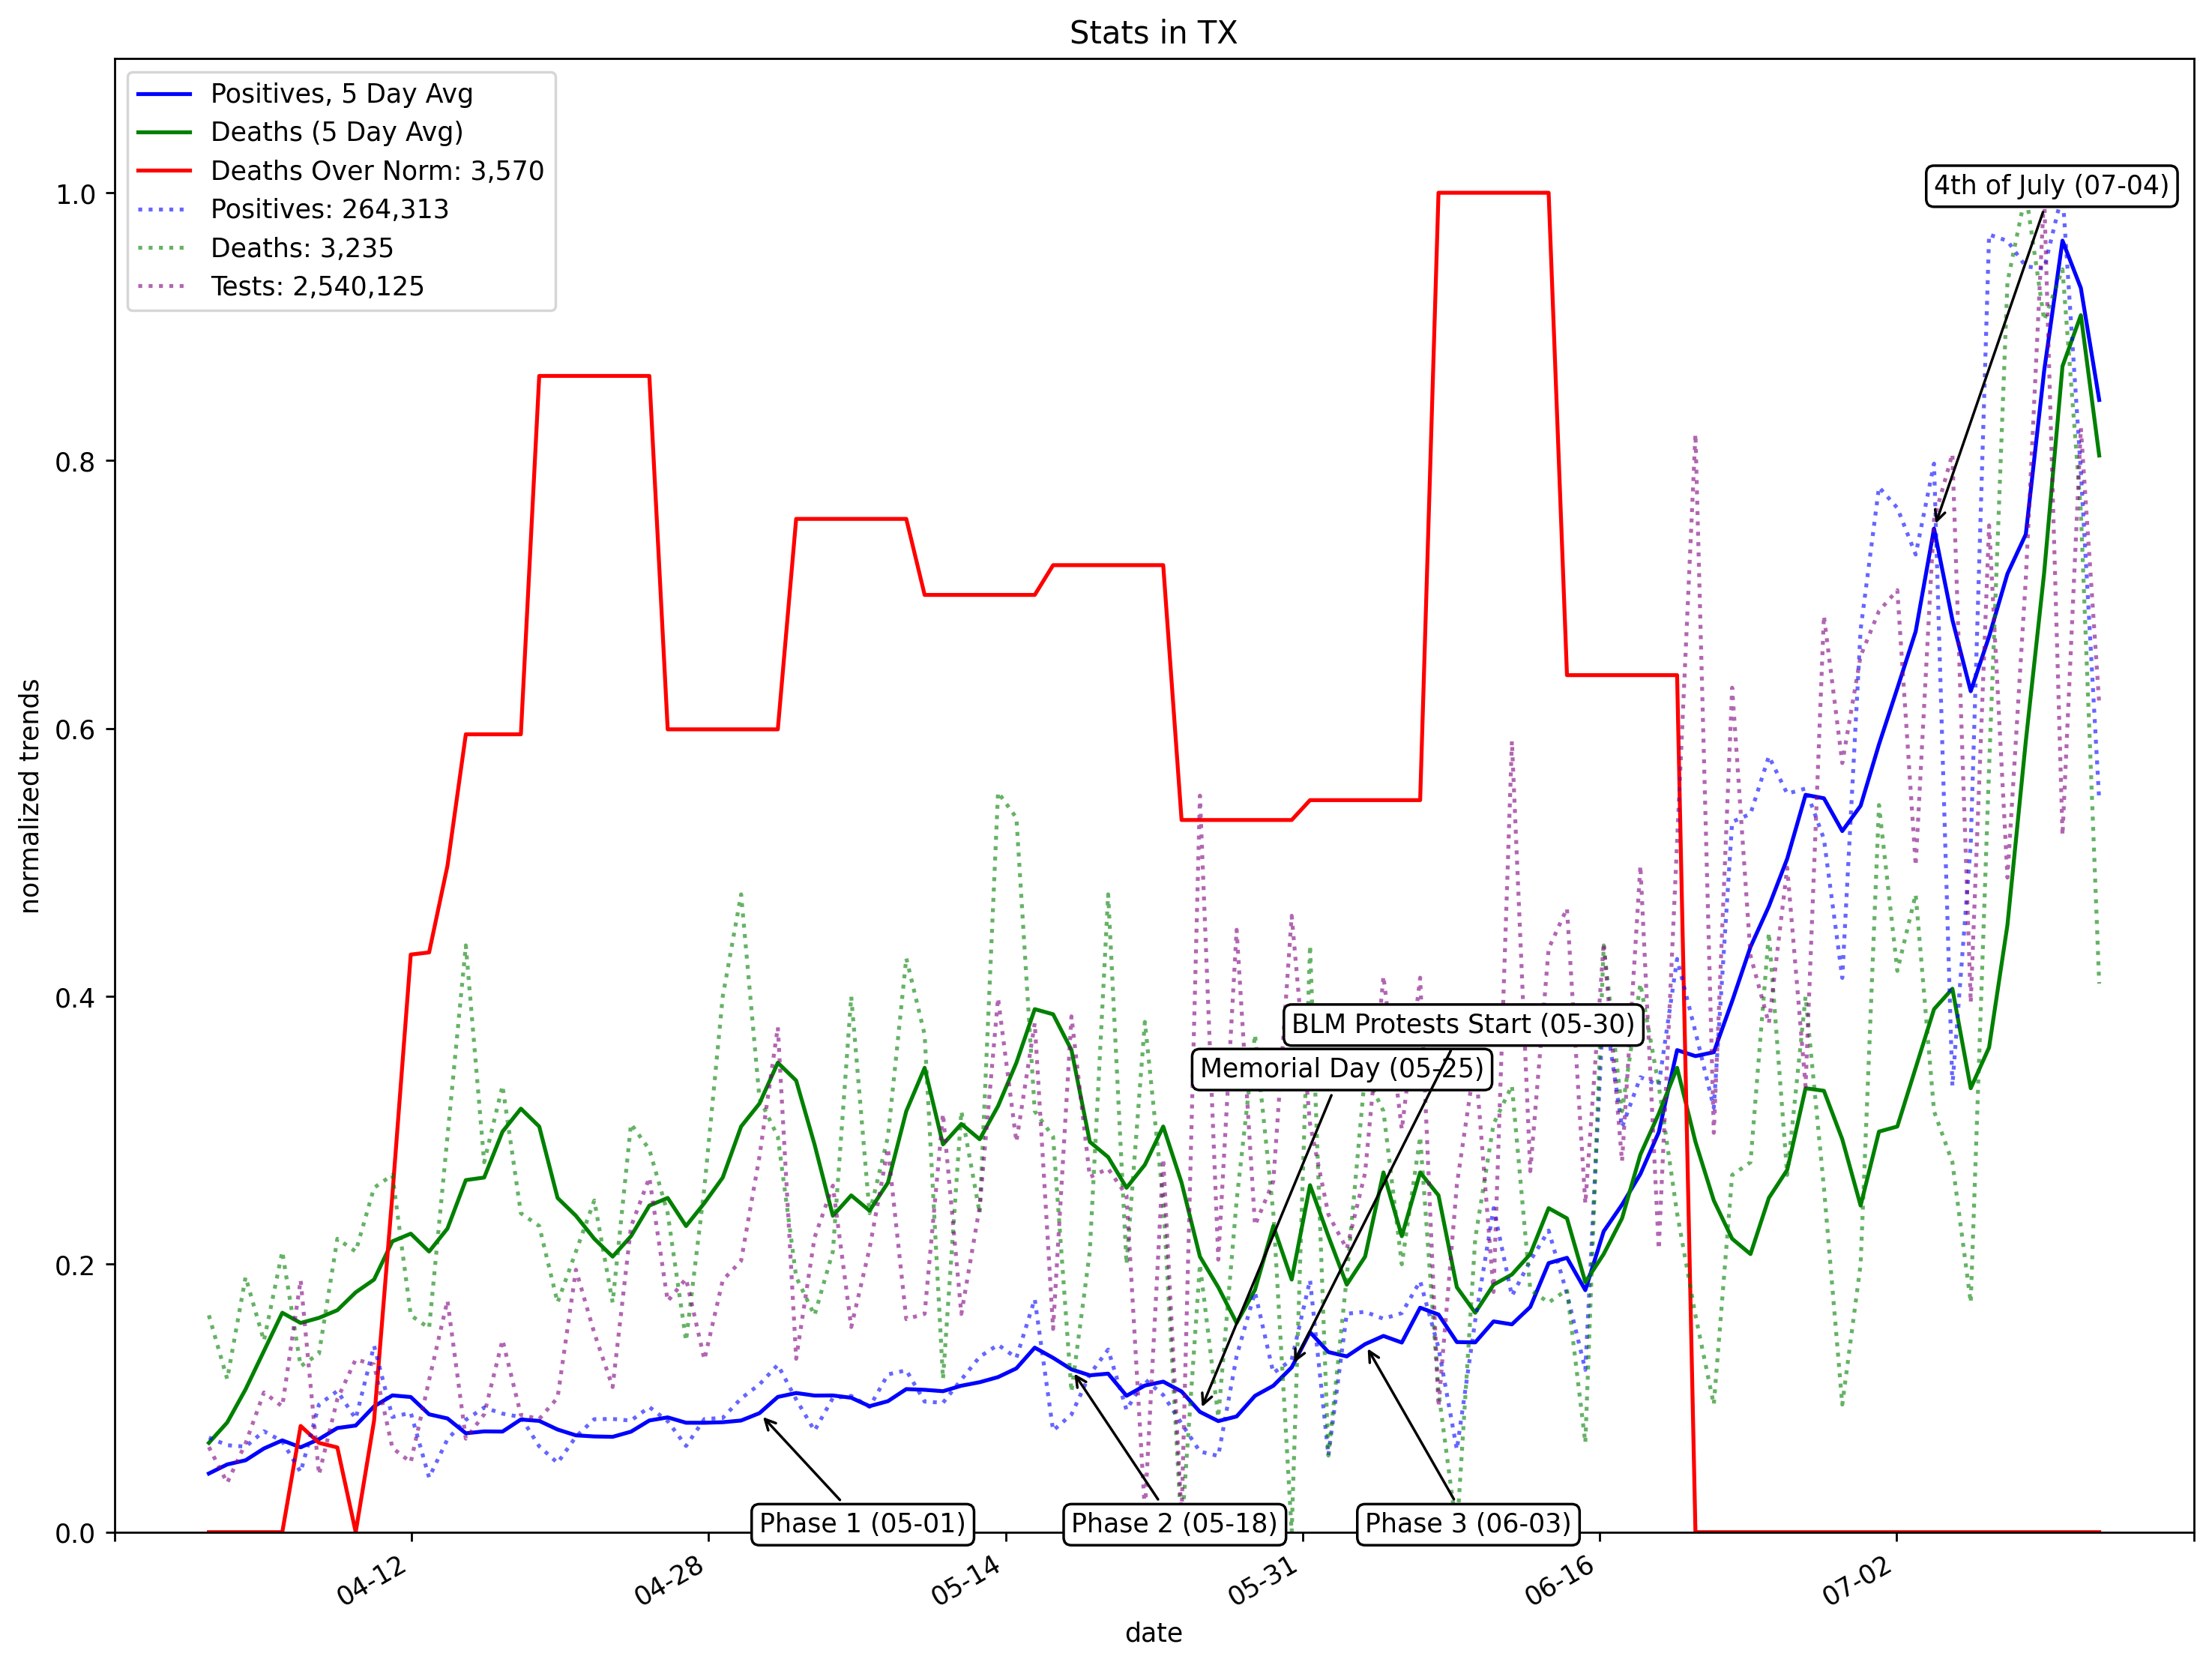 Stats in TX
Positives, 5 Day Avg
Deaths (5 Day Avg)
Deaths Over Norm: 3,570
Positives: 264,313
Deaths: 3,235
Tests: 2,540,125
4th of July (07-04)
BLM Protests Start (05-30)
Memorial Day (05-25)
Phase 1 (05-01)
Phase 2 (05-18)
Phase 3 (06-03)
normalized trends
1.0
0.8
0.6
0.4
0.2
0.0
04-12
04-28
05-14
05-31
06-16
07-02
date